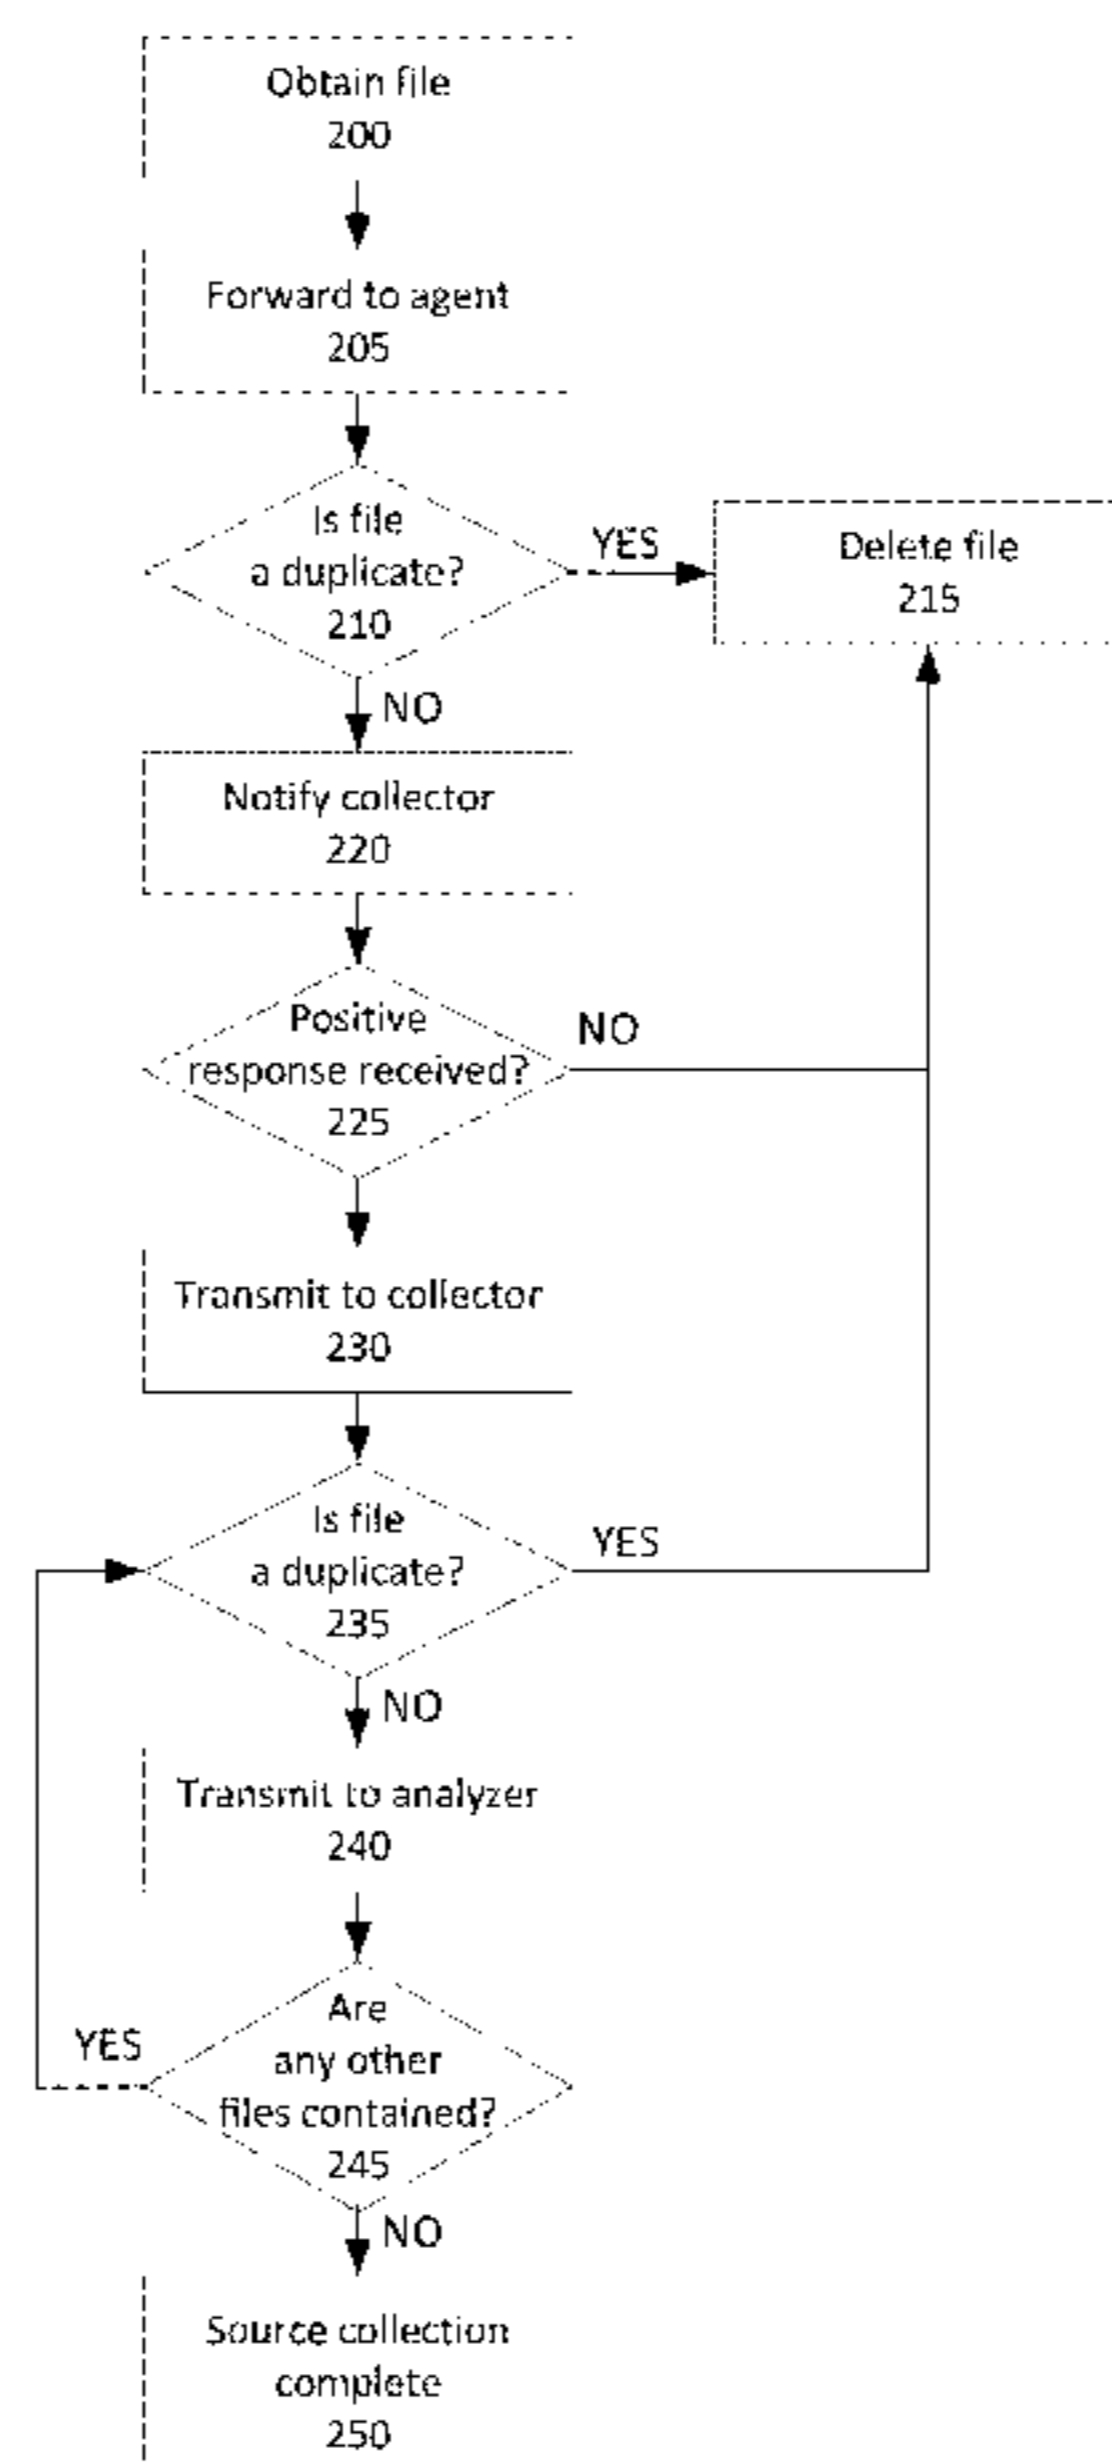 Obtain file
200
Forward to agent
205
Is file
a duplicate?
210
YES
Delete file
215
NO
Notify collector
220
Positive
response received?
225
NO
Transmit to collector
230
Is file
a duplicate?
235
YES
NO
Transmit to analyzer
240
Are
any other
files contained?
245
YES
NO
Source collection
complete
250